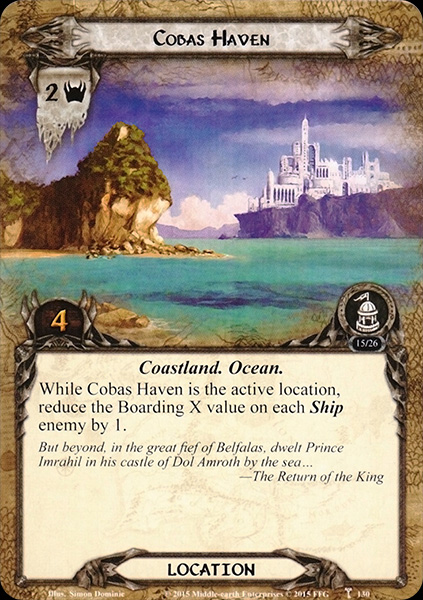 Cobas Haven
2
4
15/26
Coastland. Ocean.
While Cobas Haven is the active location,
reduce the Boarding X value on each Ship
enemy by 1.
But beyond, in the great fief of Belfalas, dwelt Prince
Imrahil in his castle of Dol Amroth by the sea…
—The Return of the King
LOCATION
Illus. Simon Dominic © 2015 Middle-earth Enterprises © 2015 FFG 130